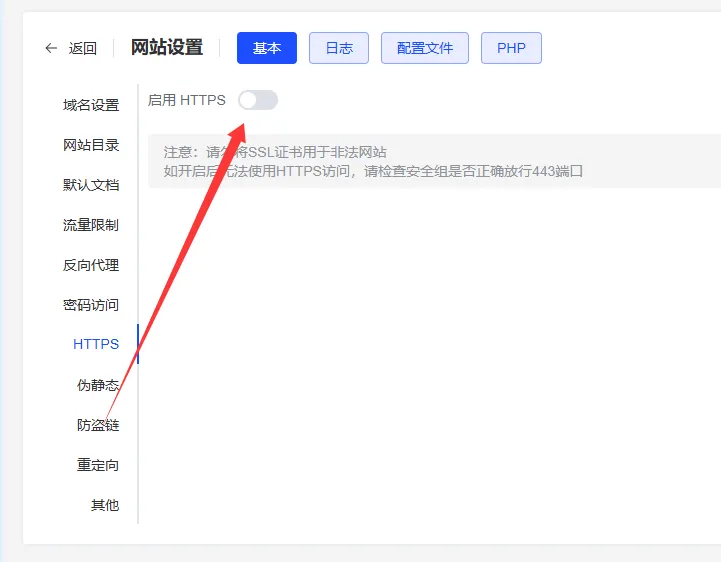 返回 网站设置 基本 日志 配置文件 PHP
域名设置
网站目录
默认文档
流量限制
反向代理
密码访问
HTTPS
伪静态
防盗链
重定向
其他
启用 HTTPS
注意：请勿将SSL证书用于非法网站
如开启后无法使用HTTPS访问，请检查安全组是否正确放行443端口